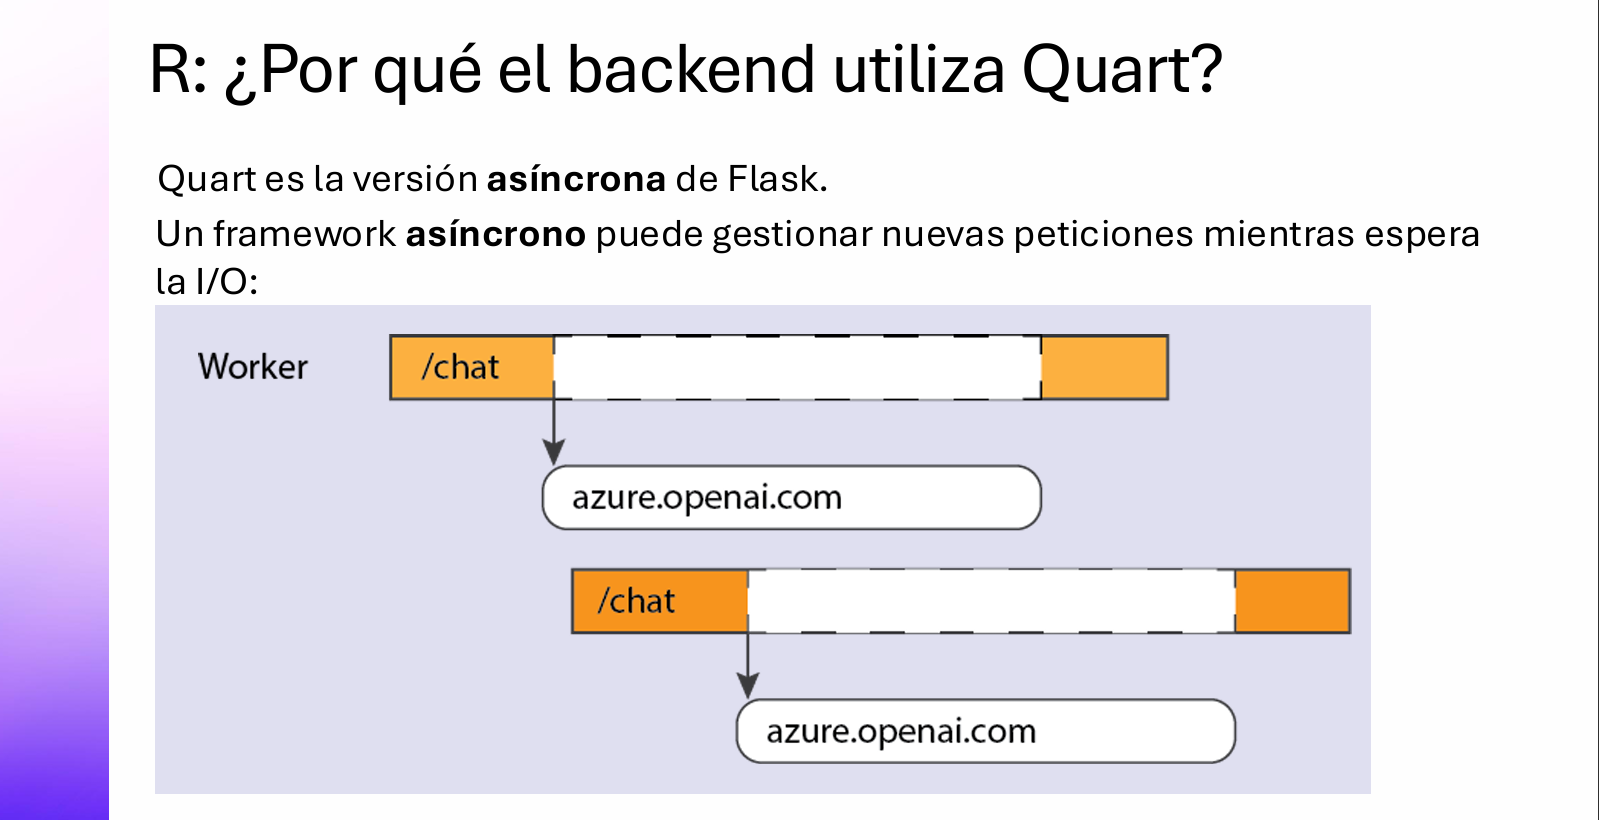 R: ¿Por qué el backend utiliza Quart?
Quart es la versión asíncrona de Flask.
Un framework asíncrono puede gestionar nuevas peticiones mientras espera
la I/O:
Worker
/chat
azure.openai.com
/chat
azure.openai.com